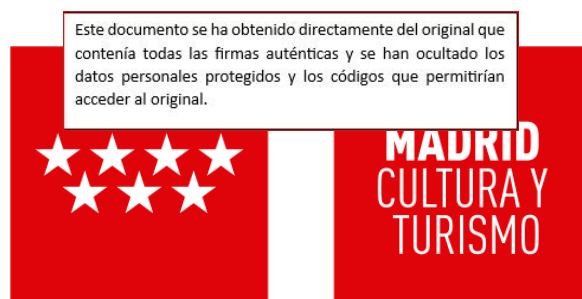 Este documento se ha obtenido directamente del original que
contenía todas las firmas auténticas y se han ocultado los
datos personales protegidos y los códigos que permitirían
acceder al original.
MADRID
CULTURA Y
TURISMO